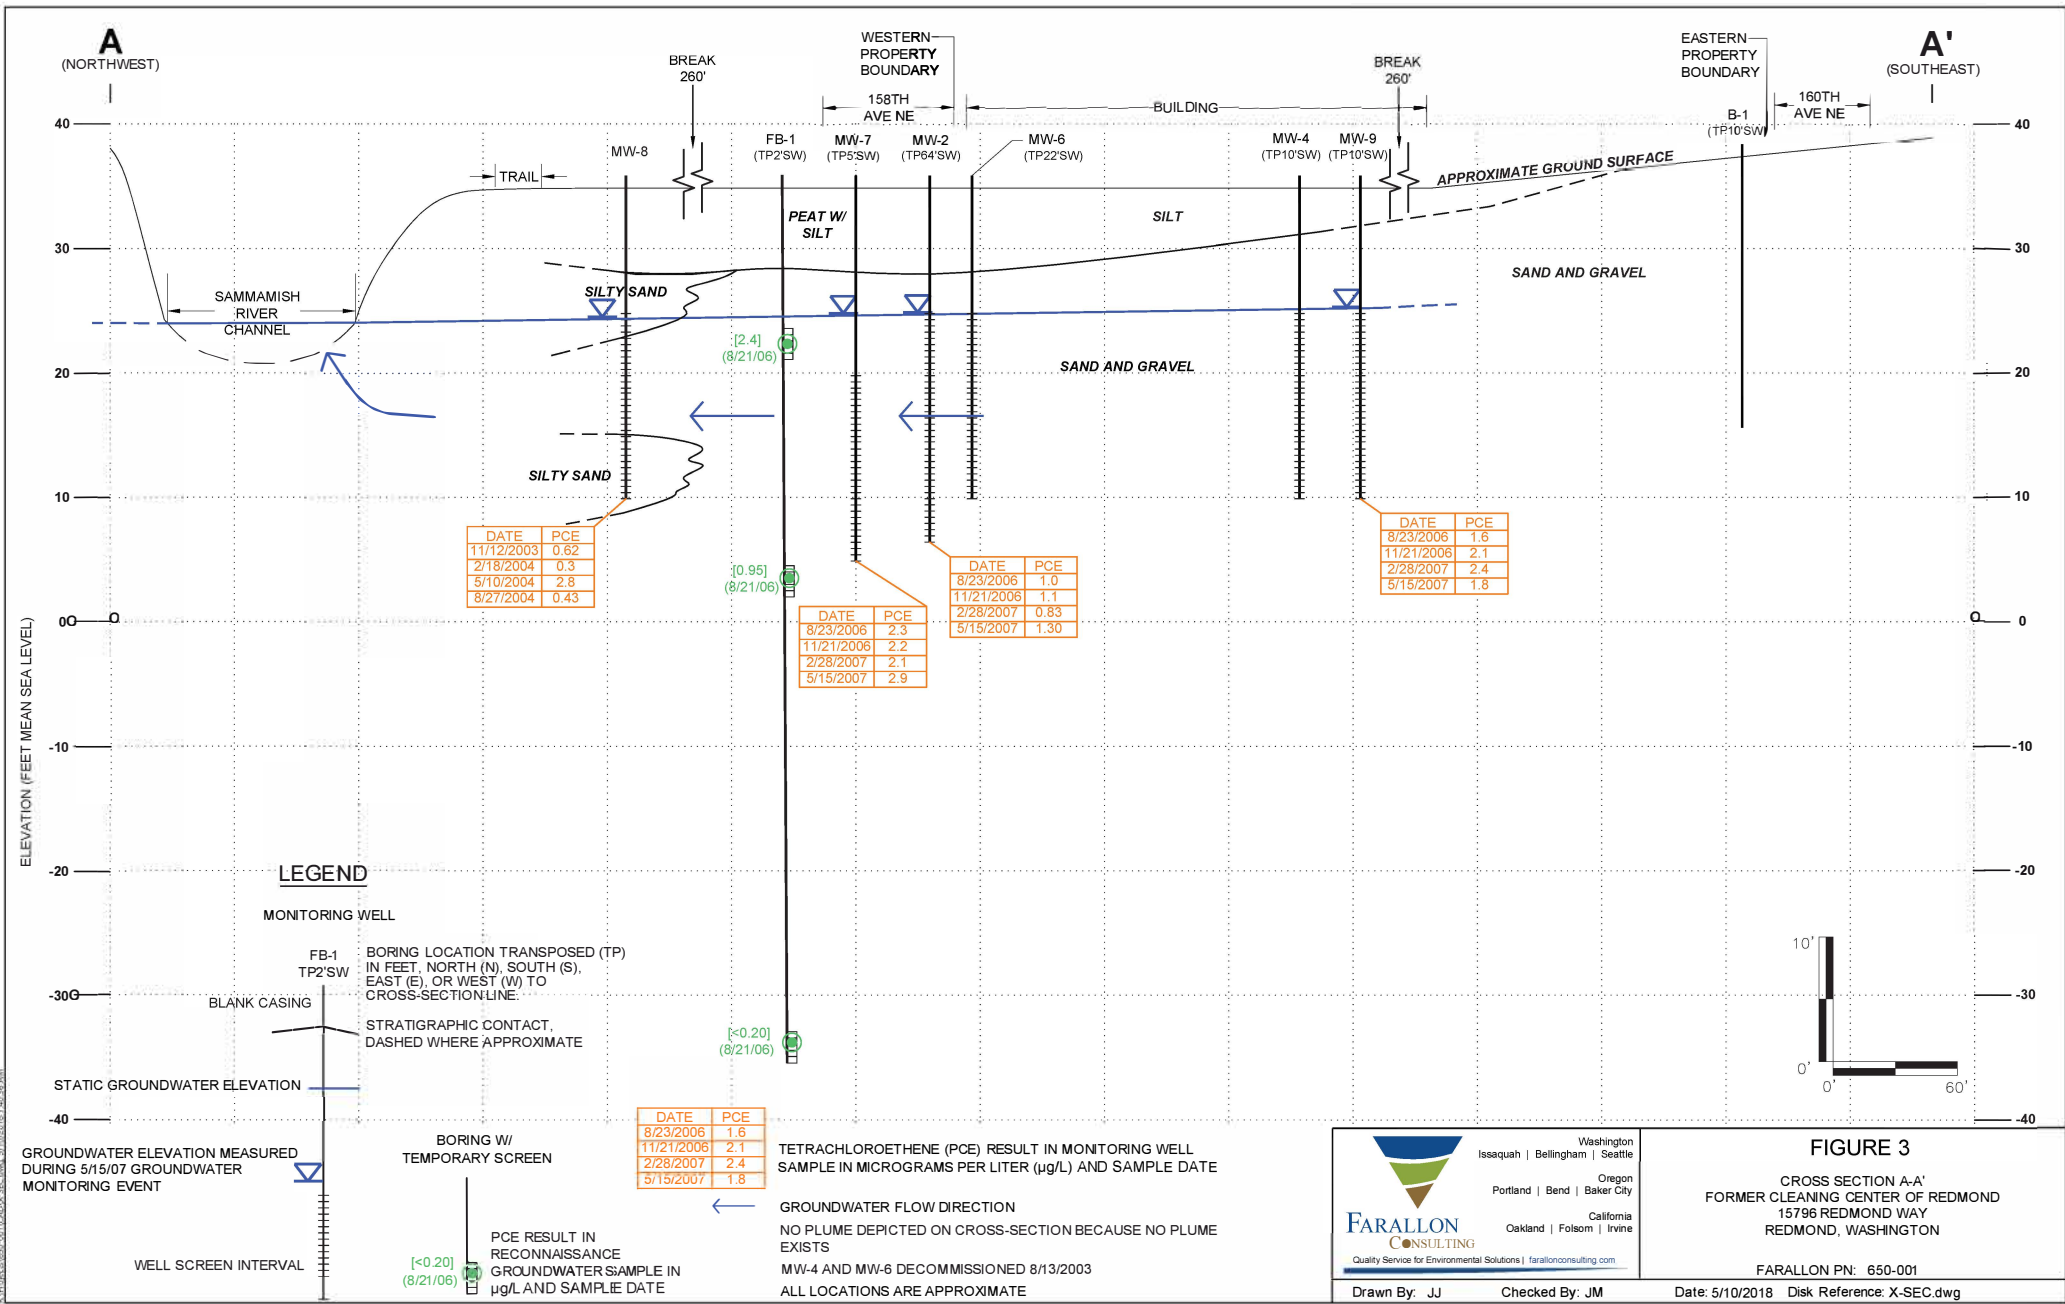 A
(NORTHWEST)
BREAK
260'
WESTERN
PROPERTY
BOUNDARY
158TH
AVE NE
BUILDING
BREAK
260'
EASTERN
PROPERTY
BOUNDARY
160TH
AVE NE
A'
(SOUTHEAST)
40
30
20
10
0
-10
-20
-30
-40
ELEVATION (FEET MEAN SEA LEVEL)
40
30
20
10
0
-10
-20
-30
-40
TRAIL
MW-8
FB-1
(TP2'SW)
MW-7
(TP5'SW)
MW-2
(TP64'SW)
MW-6
(TP22'SW)
MW-4
(TP10'SW)
MW-9
(TP10'SW)
B-1
(TP10'SW)
APPROXIMATE GROUND SURFACE
PEAT W/
SILT
SILT
SAND AND GRAVEL
SILTY SAND
SAMMAMISH
RIVER
CHANNEL
SAND AND GRAVEL
SILTY SAND
[2.4]
(8/21/06)
[0.95]
(8/21/06)
[<0.20]
(8/21/06)
DATE PCE
11/12/2003 0.62
2/18/2004 0.3
5/10/2004 2.8
8/27/2004 0.43
DATE PCE
8/23/2006 2.3
11/21/2006 2.2
2/28/2007 2.1
5/15/2007 2.9
DATE PCE
8/23/2006 1.0
11/21/2006 1.1
2/28/2007 0.83
5/15/2007 1.30
DATE PCE
8/23/2006 1.6
11/21/2006 2.1
2/28/2007 2.4
5/15/2007 1.8
LEGEND
MONITORING WELL
FB-1
TP2'SW
BORING LOCATION TRANSPOSED (TP)
IN FEET, NORTH (N), SOUTH (S),
EAST (E), OR WEST (W) TO
CROSS-SECTION LINE.
BLANK CASING
STRATIGRAPHIC CONTACT,
DASHED WHERE APPROXIMATE
STATIC GROUNDWATER ELEVATION
GROUNDWATER ELEVATION MEASURED
DURING 5/15/07 GROUNDWATER
MONITORING EVENT
WELL SCREEN INTERVAL
BORING W/
TEMPORARY SCREEN
[<0.20]
(8/21/06)
PCE RESULT IN
RECONNAISSANCE
GROUNDWATER SAMPLE IN
µg/L AND SAMPLE DATE
DATE PCE
8/23/2006 1.6
11/21/2006 2.1
2/28/2007 2.4
5/15/2007 1.8
TETRACHLOROETHENE (PCE) RESULT IN MONITORING WELL
SAMPLE IN MICROGRAMS PER LITER (µg/L) AND SAMPLE DATE
GROUNDWATER FLOW DIRECTION
NO PLUME DEPICTED ON CROSS-SECTION BECAUSE NO PLUME
EXISTS
MW-4 AND MW-6 DECOMMISSIONED 8/13/2003
ALL LOCATIONS ARE APPROXIMATE
10'
0'
0'
60'
FARALLON
CONSULTING
Washington
Issaquah | Bellingham | Seattle
Oregon
Portland | Bend | Baker City
California
Oakland | Folsom | Irvine
Quality Service for Environmental Solutions | farallonconsulting.com
FIGURE 3
CROSS SECTION A-A'
FORMER CLEANING CENTER OF REDMOND
15796 REDMOND WAY
REDMOND, WASHINGTON
FARALLON PN: 650-001
Drawn By: JJ
Checked By: JM
Date: 5/10/2018
Disk Reference: X-SEC.dwg